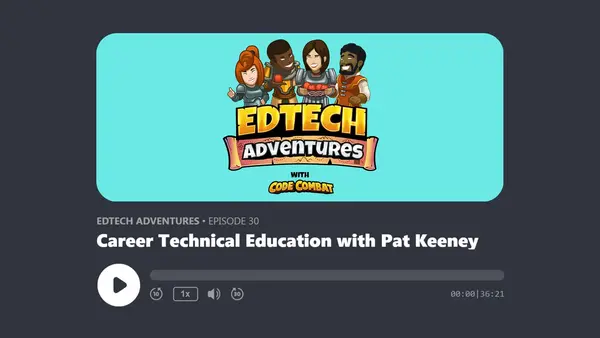 EDTECH
ADVENTURES
WITH
CODE COMBAT
EDTECH ADVENTURES • EPISODE 30
Career Technical Education with Pat Keeney
10 1x 30 00:00|36:21